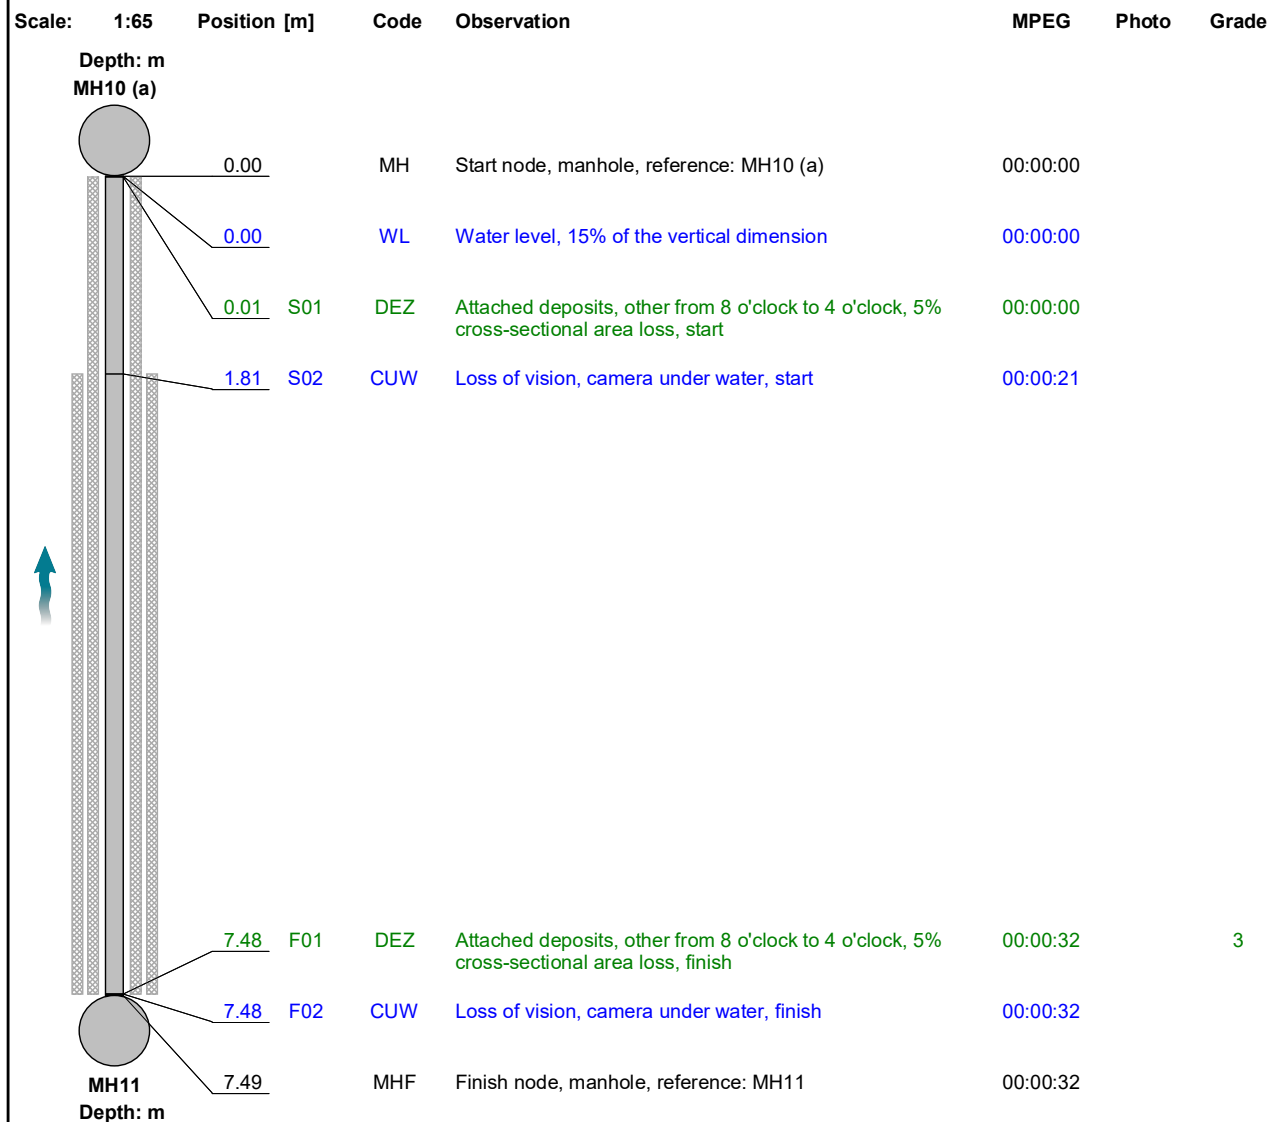 Scale: 1:65 Position [m] Code Observation MPEG Photo Grade
Depth: m
MH10 (a)
0.00 MH Start node, manhole, reference: MH10 (a) 00:00:00
0.00 WL Water level, 15% of the vertical dimension 00:00:00
0.01 S01 DEZ Attached deposits, other from 8 o'clock to 4 o'clock, 5% 00:00:00
cross-sectional area loss, start
1.81 S02 CUW Loss of vision, camera under water, start 00:00:21
7.48 F01 DEZ Attached deposits, other from 8 o'clock to 4 o'clock, 5% 00:00:32 3
cross-sectional area loss, finish
7.48 F02 CUW Loss of vision, camera under water, finish 00:00:32
MH11
7.49 MHF Finish node, manhole, reference: MH11 00:00:32
Depth: m